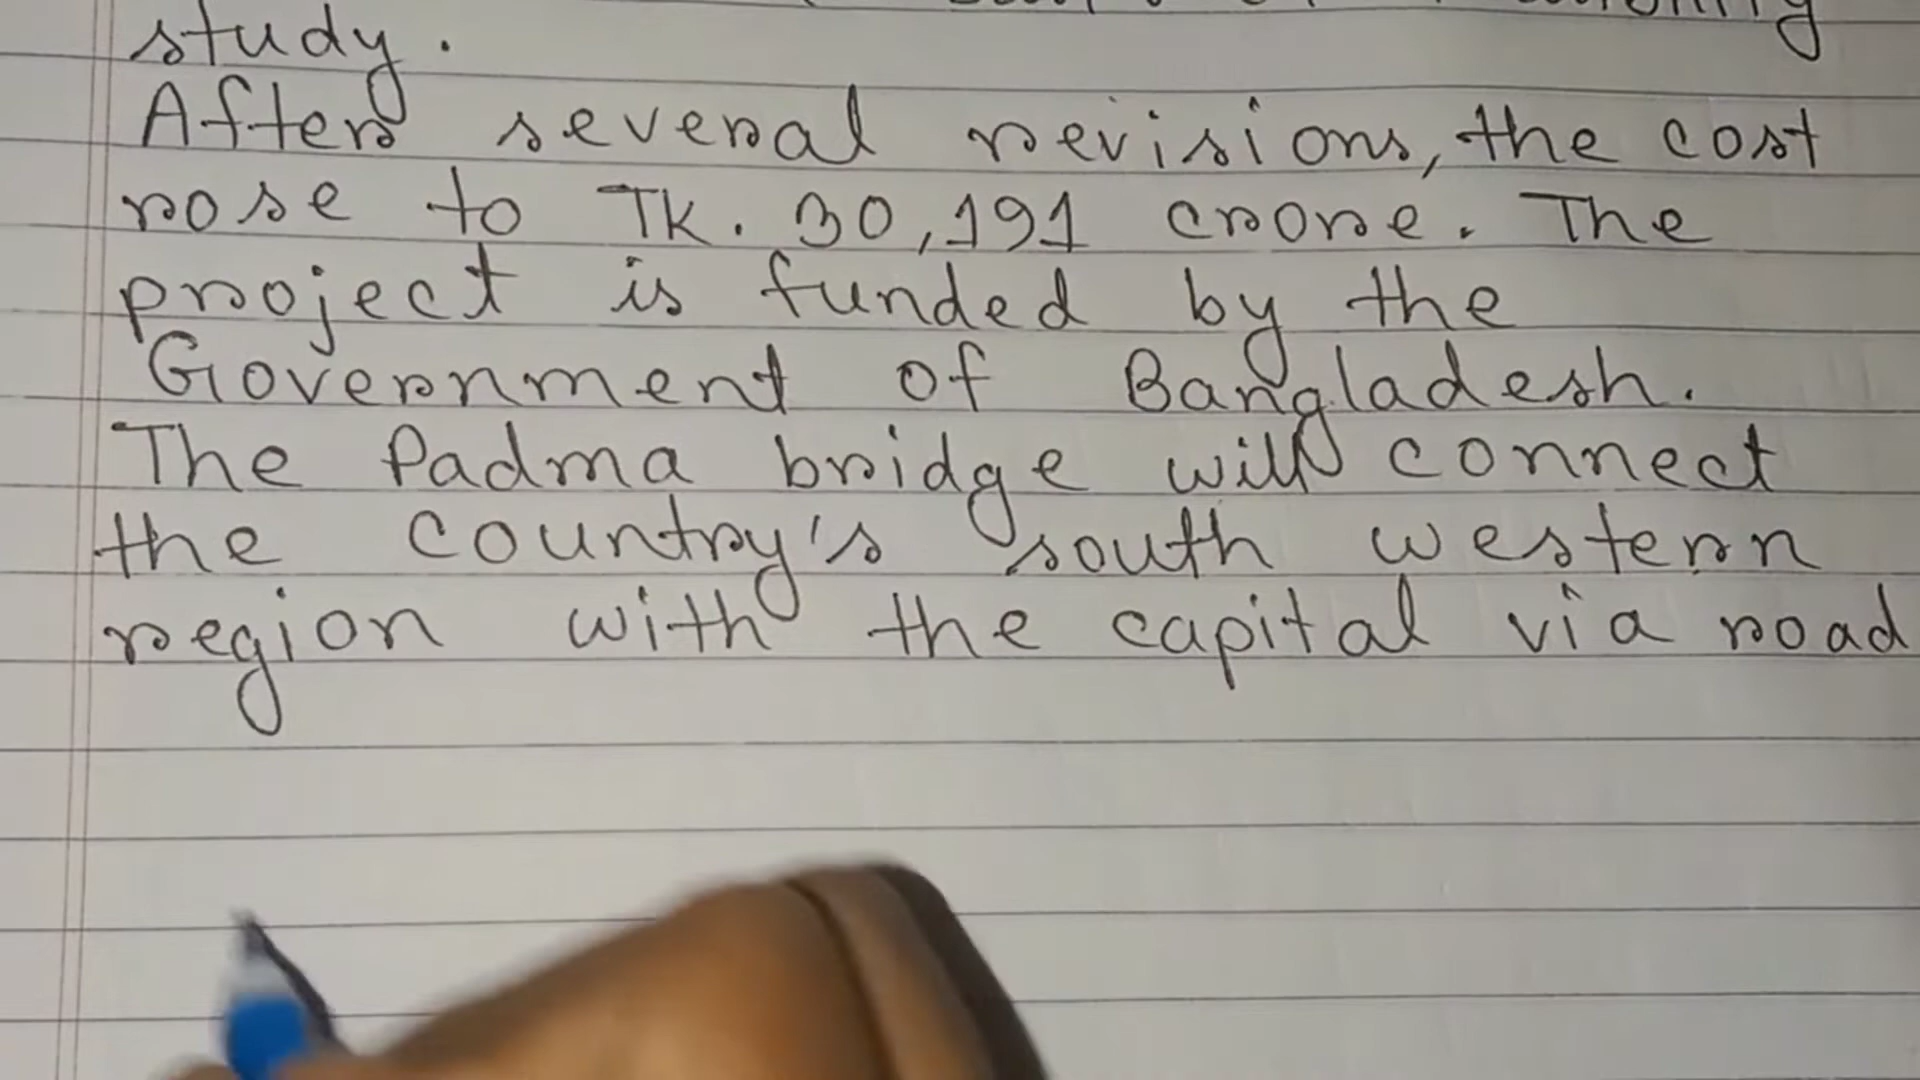 study.
After several revisions, the cost
rose to TK. 30,191 crore. The
project is funded by the
Government of Bangladesh.
The Padma bridge will connect
the country's south western
region with the capital via road